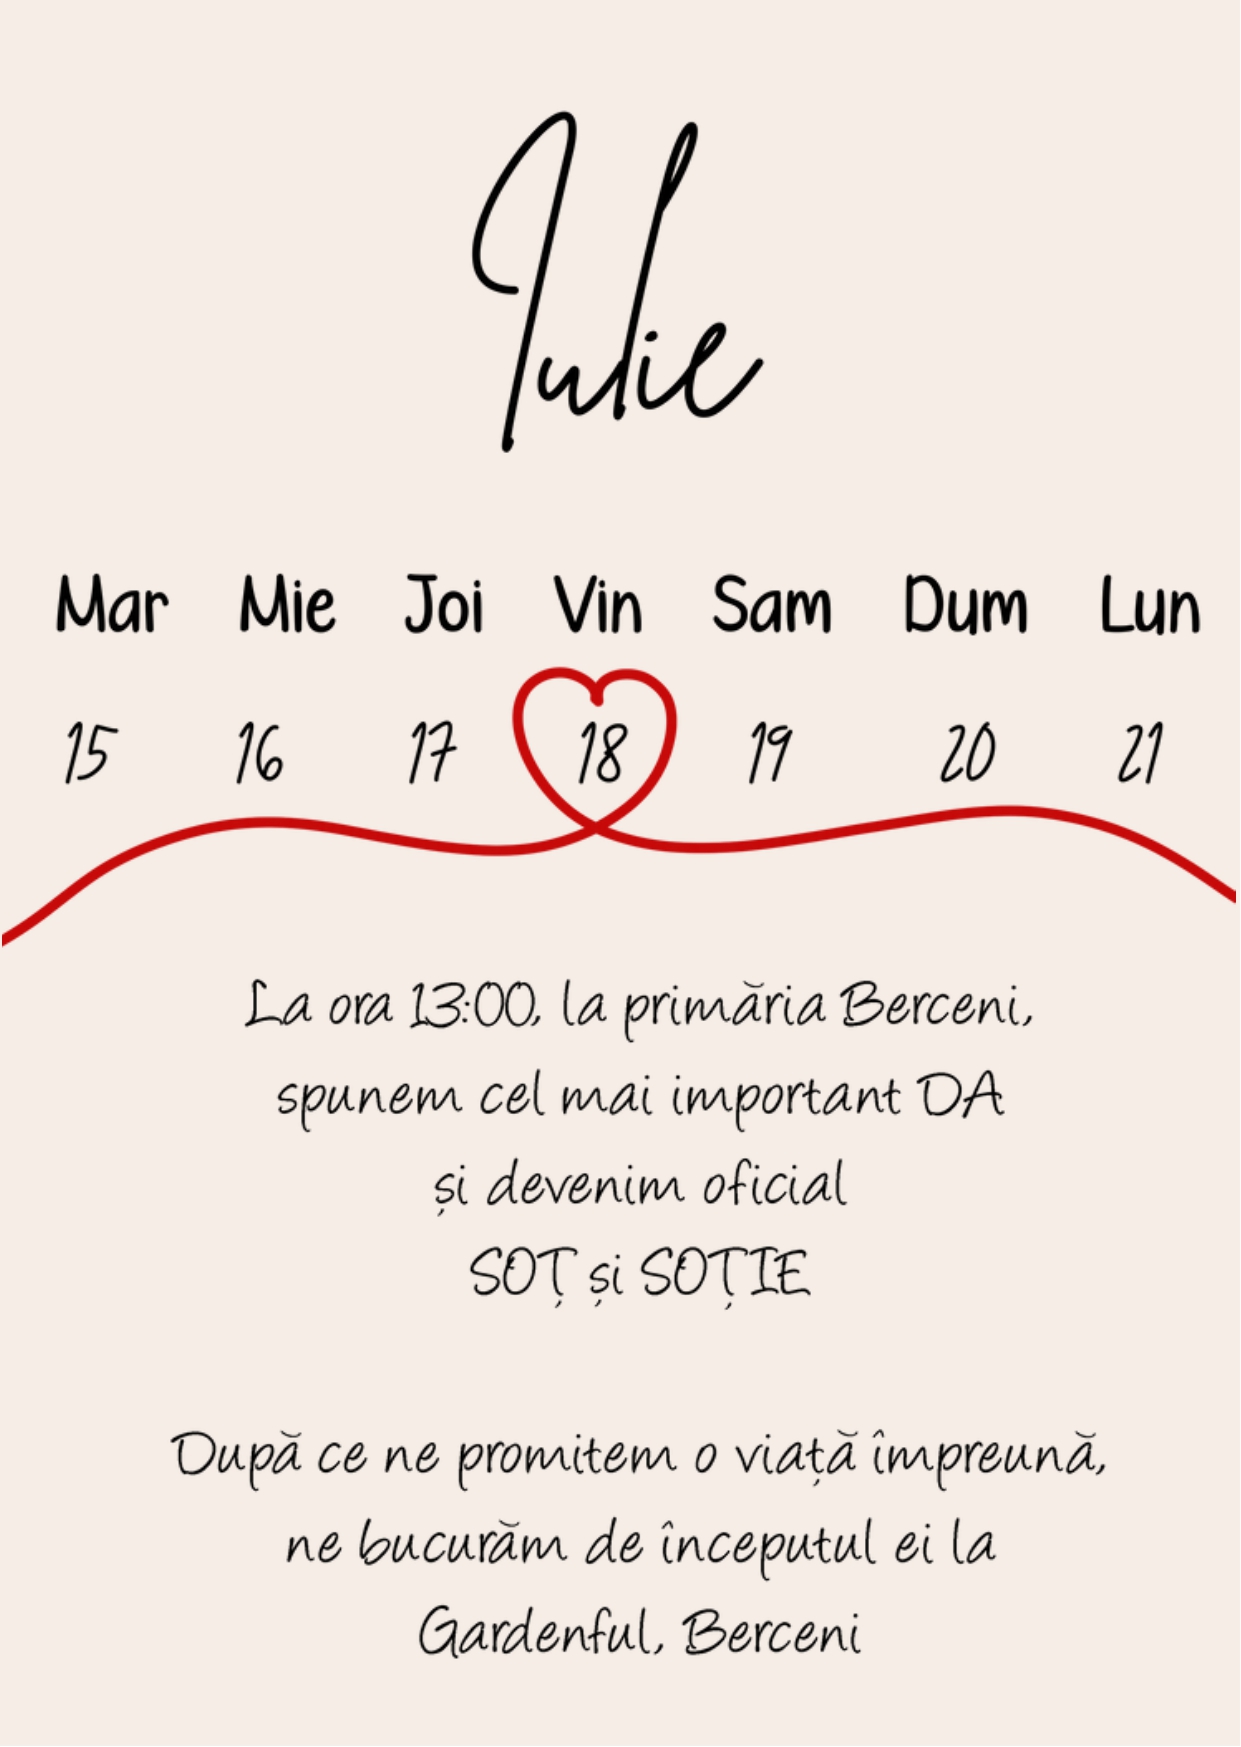 Iulie
Mar Mie Joi Vin Sam Dum Lun
15 16 17 18 19 20 21
La ora 13:00, la primăria Berceni,
spunem cel mai important DA
și devenim oficial
SOȚ și SOȚIE
După ce ne promitem o viață împreună,
ne bucurăm de începutul ei la
Gardenful, Berceni